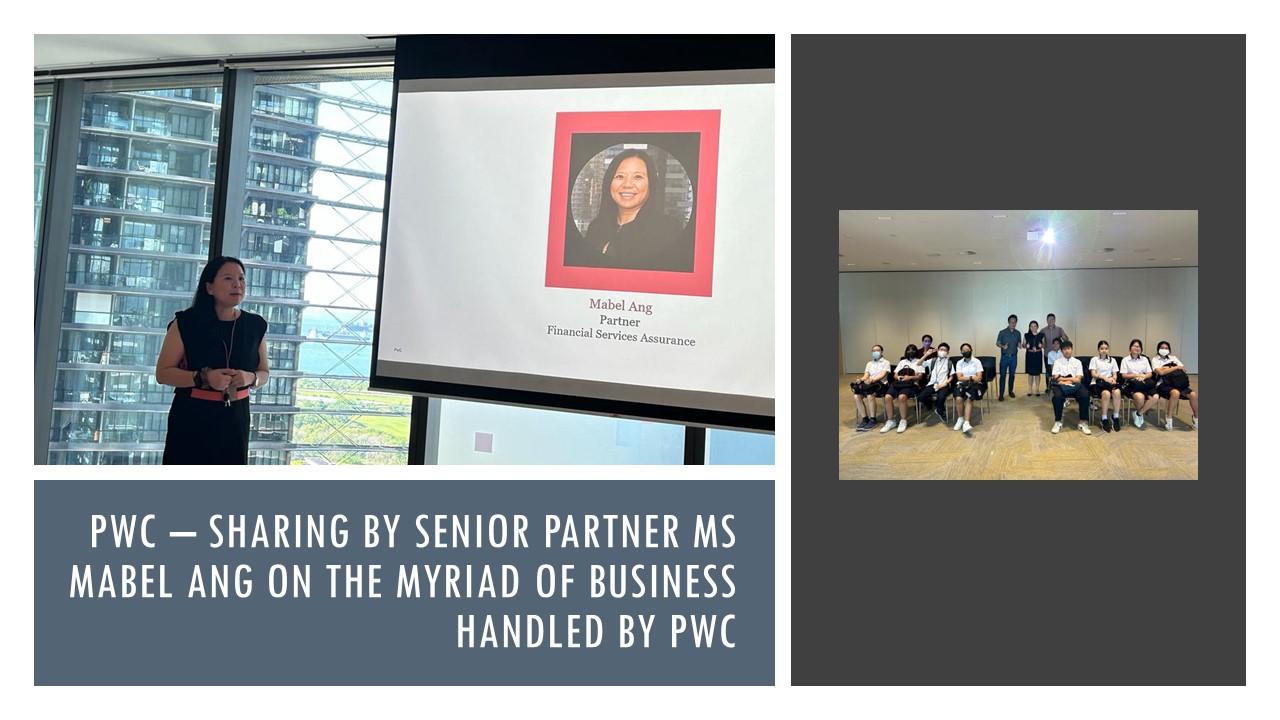 Mabel Ang
Partner
Financial Services Assurance
PwC
PWC – SHARING BY SENIOR PARTNER MS
MABEL ANG ON THE MYRIAD OF BUSINESS
HANDLED BY PWC